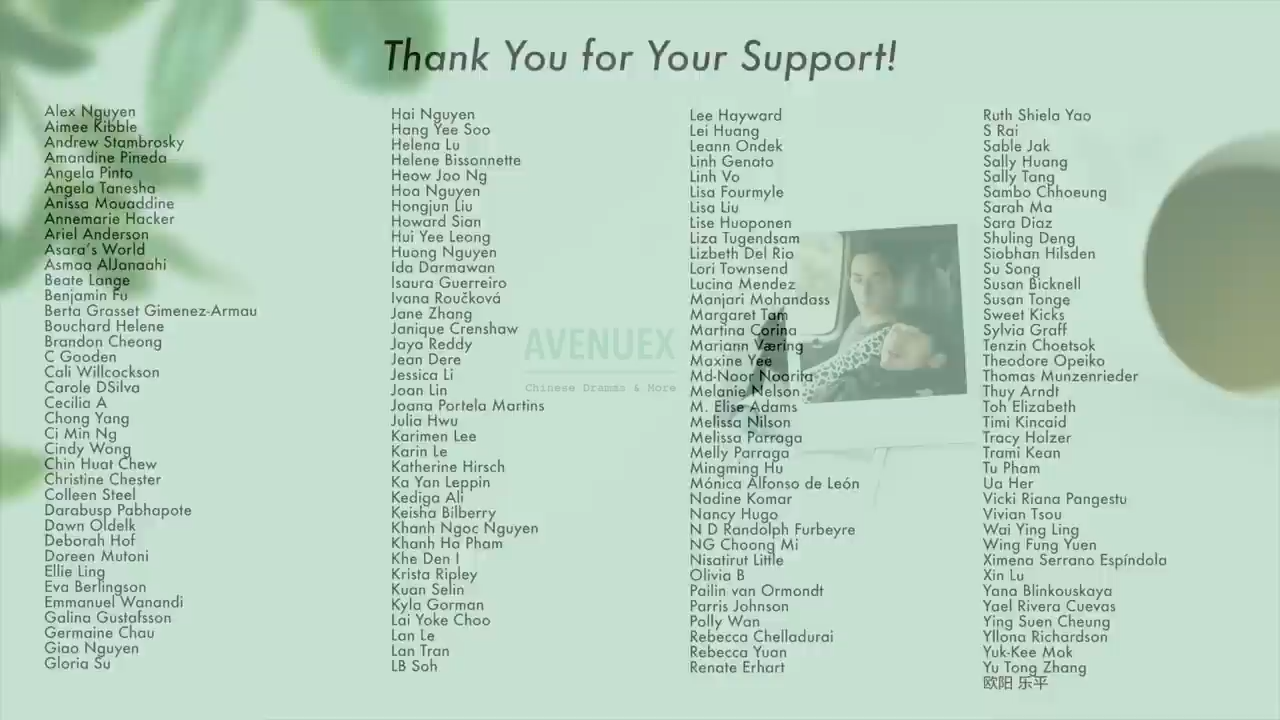 Thank You for Your Support!
Alex Nguyen
Aimee Kibble
Andrew Stambrosky
Amandine Pineda
Angela Pinto
Angela Tanesha
Anissa Mouaddine
Annemarie Hacker
Ariel Anderson
Asara's World
Asmaa AlJanaahi
Beate Lange
Benjamin Fu
Berta Grasset Gimenez-Armau
Bouchard Helene
Brandon Cheong
C Gooden
Cali Willcockson
Carole DSilva
Cecilia A
Chong Yang
Ci Min Ng
Cindy Wong
Chin Huat Chew
Christine Chester
Colleen Steel
Darabusp Pabhapote
Dawn Oldelk
Deborah Hof
Doreen Mutoni
Ellie Ling
Eva Berlingson
Emmanuel Wanandi
Galina Gustafsson
Germaine Chau
Giao Nguyen
Gloria Su
Hai Nguyen
Hang Yee Soo
Helena Lu
Helene Bissonnette
Heow Joo Ng
Hoa Nguyen
Hongjun Liu
Howard Sian
Hui Yee Leong
Huong Nguyen
Ida Darmawan
Isaura Guerreiro
Ivana Roučková
Jane Zhang
Janique Crenshaw
Jaya Reddy
Jean Dere
Jessica Li
Joan Lin
Joana Portela Martins
Julia Hwu
Karimen Lee
Karin Le
Katherine Hirsch
Ka Yan Leppin
Kediga Ali
Keisha Bilberry
Khanh Ngoc Nguyen
Khanh Ha Pham
Khe Den I
Krista Ripley
Kuan Selin
Kyla Gorman
Lai Yoke Choo
Lan Le
Lan Tran
LB Soh
AVENUEX
Chinese Dramas & More
Lee Hayward
Lei Huang
Leann Ondek
Linh Genato
Linh Vo
Lisa Fourmyle
Lisa Liu
Lise Huoponen
Liza Tugendsam
Lizbeth Del Rio
Lori Townsend
Lucina Mendez
Manjari Mohandass
Margaret Tam
Martina Corina
Mariann Væring
Maxine Yee
Md-Noor Noorita
Melanie Nelson
M. Elise Adams
Melissa Nilson
Melissa Parraga
Melly Parraga
Mingming Hu
Mónica Alfonso de León
Nadine Komar
Nancy Hugo
N D Randolph Furbeyre
NG Choong Mi
Nisatirut Little
Olivia B
Pailin van Ormondt
Parris Johnson
Polly Wan
Rebecca Chelladurai
Rebecca Yuan
Renate Erhart
Ruth Shiela Yao
S Rai
Sable Jak
Sally Huang
Sally Tang
Sambo Chhoeung
Sarah Ma
Sara Diaz
Shuling Deng
Siobhan Hilsden
Su Song
Susan Bicknell
Susan Tonge
Sweet Kicks
Sylvia Graff
Tenzin Choetsok
Theodore Opeiko
Thomas Munzenrieder
Thuy Arndt
Toh Elizabeth
Timi Kincaid
Tracy Holzer
Trami Kean
Tu Pham
Ua Her
Vicki Riana Pangestu
Vivian Tsou
Wai Ying Ling
Wing Fung Yuen
Ximena Serrano Espíndola
Xin Lu
Yana Blinkouskaya
Yael Rivera Cuevas
Ying Suen Cheung
Yllona Richardson
Yuk-Kee Mok
Yu Tong Zhang
欧阳 乐平